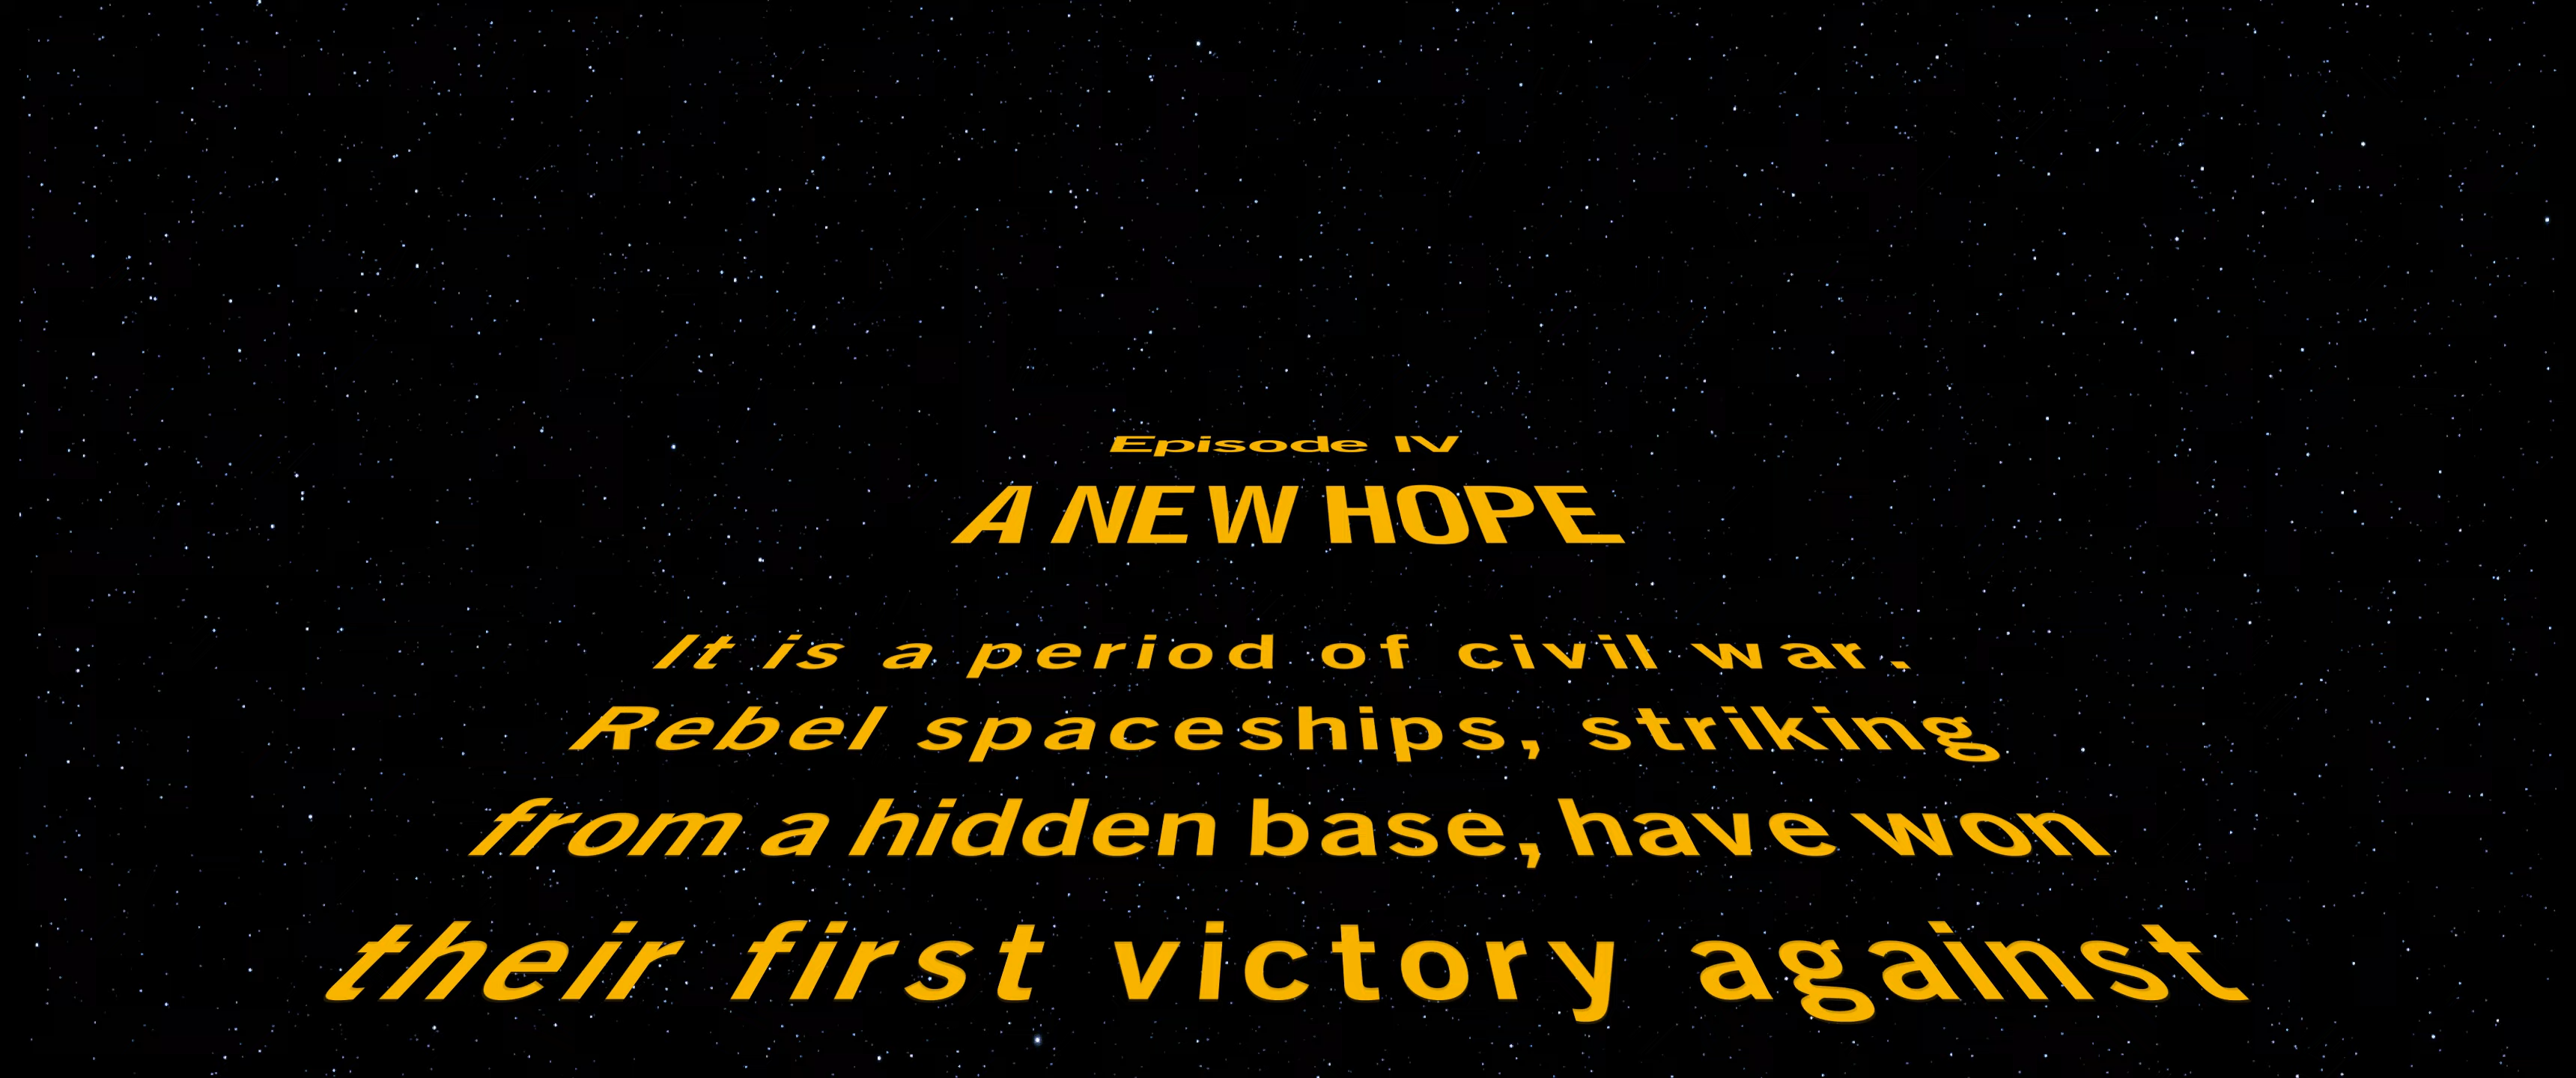 Episode IV
A NEW HOPE
It is a period of civil war.
Rebel spaceships, striking
from a hidden base, have won
their first victory against